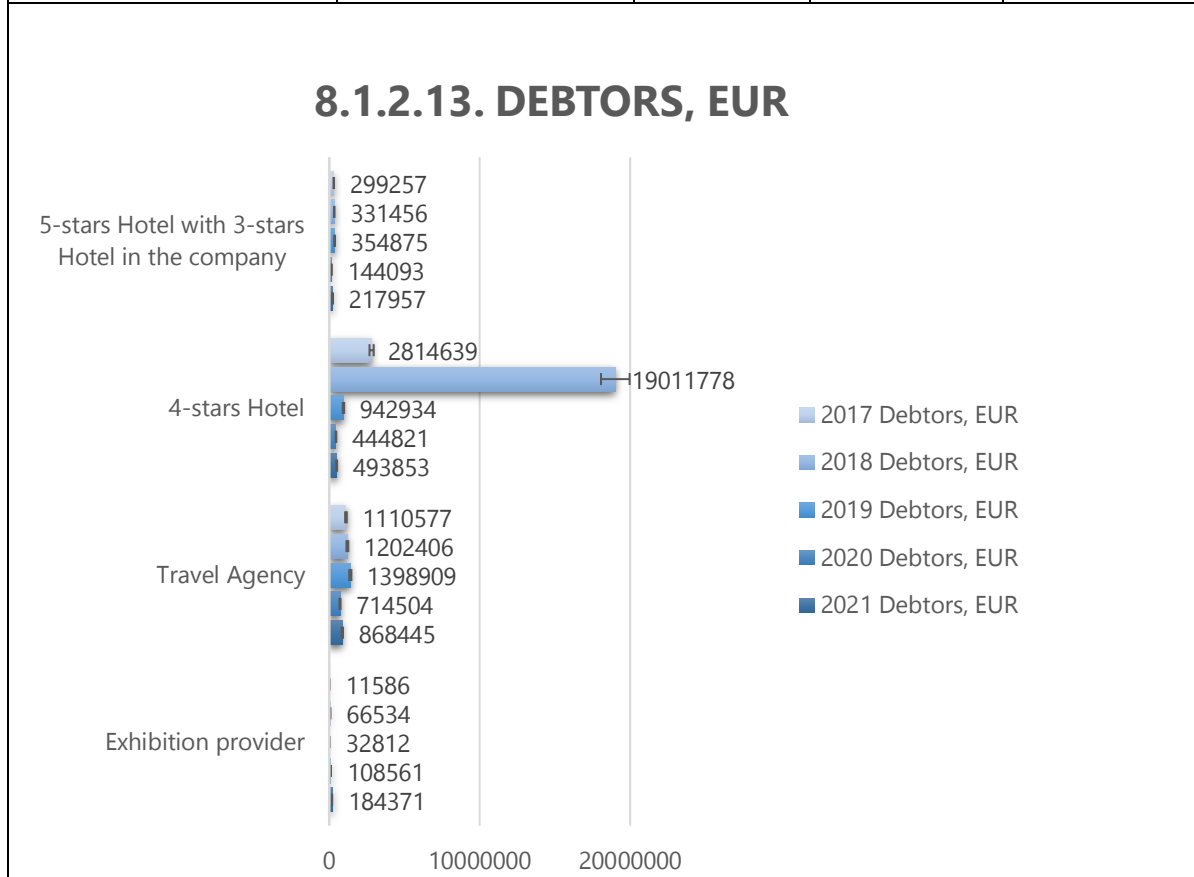 8.1.2.13. DEBTORS, EUR
5-stars Hotel with 3-stars
Hotel in the company
299257
331456
354875
144093
217957
4-stars Hotel
2814639
19011778
942934
444821
493853
Travel Agency
1110577
1202406
1398909
714504
868445
Exhibition provider
11586
66534
32812
108561
184371
0
10000000
20000000
2017 Debtors, EUR
2018 Debtors, EUR
2019 Debtors, EUR
2020 Debtors, EUR
2021 Debtors, EUR